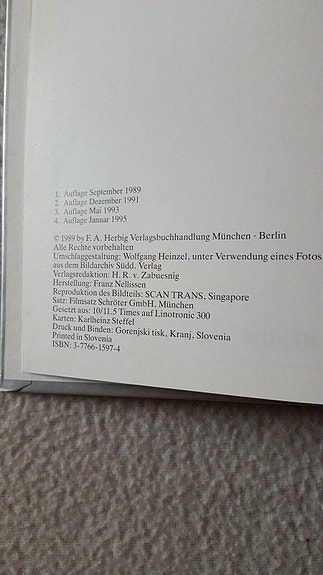 1. Auflage September 1989
2. Auflage Dezember 1991
3. Auflage Mai 1993
4. Auflage Januar 1995
© 1989 by F. A. Herbig Verlagsbuchhandlung München · Berlin
Alle Rechte vorbehalten
Umschlaggestaltung: Wolfgang Heinzel, unter Verwendung eines Fotos
aus dem Bildarchiv Südd. Verlag
Verlagsredaktion: H. R. v. Zabuesnig
Herstellung: Franz Nellissen
Reproduktion des Bildteils: SCAN TRANS, Singapore
Satz: Filmsatz Schröter GmbH, München
Gesetzt aus: 10/11.5 Times auf Linotronic 300
Karten: Karlheinz Steffel
Druck und Binden: Gorenjski tisk, Kranj, Slovenia
Printed in Slovenia
ISBN: 3-7766-1597-4